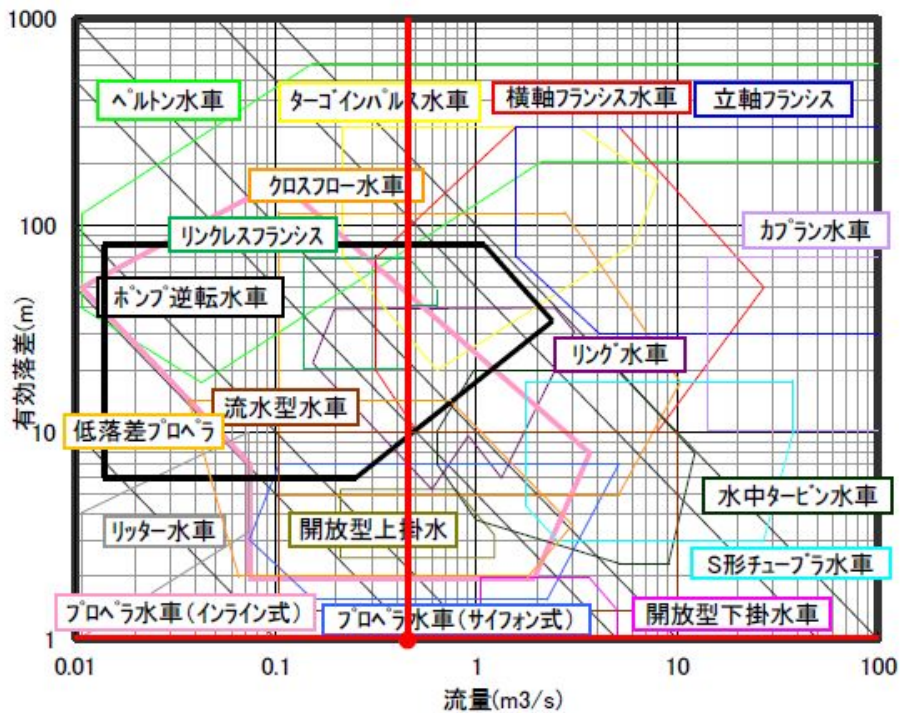 1000
ペルトン水車
ターゴインパルス水車
横軸フランシス水車
立軸フランシス
クロスフロー水車
100
リンクレスフランシス
カプラン水車
ポンプ逆転水車
有効落差(m)
リング水車
流水型水車
低落差プロペラ
10
水中タービン水車
リッター水車
開放型上掛水
S形チューブラ水車
プロペラ水車(インライン式)
プロペラ水車(サイフォン式)
開放型下掛水車
1
0.01
0.1
1
10
100
流量(m3/s)